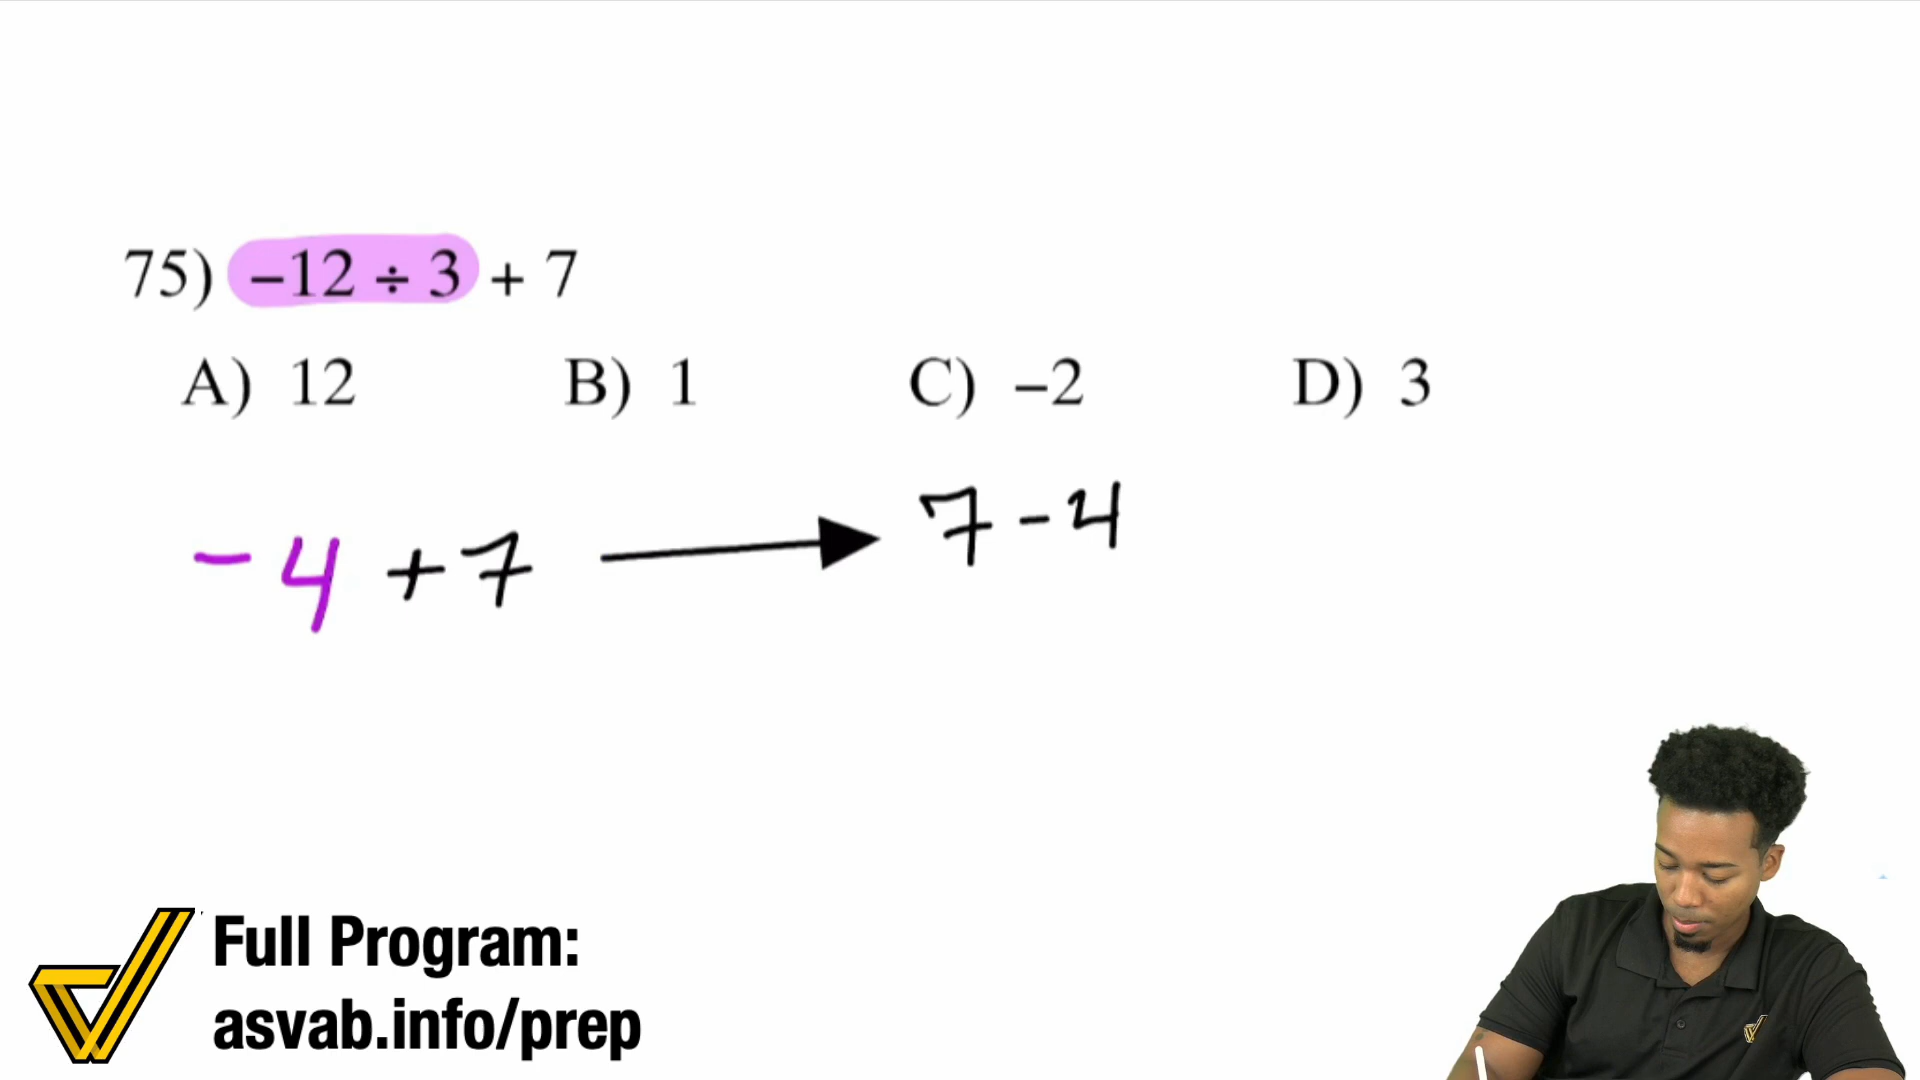 75) −12 ÷ 3 + 7
A) 12 B) 1 C) −2 D) 3
- 4 + 7 7 - 4
Full Program:
asvab.info/prep